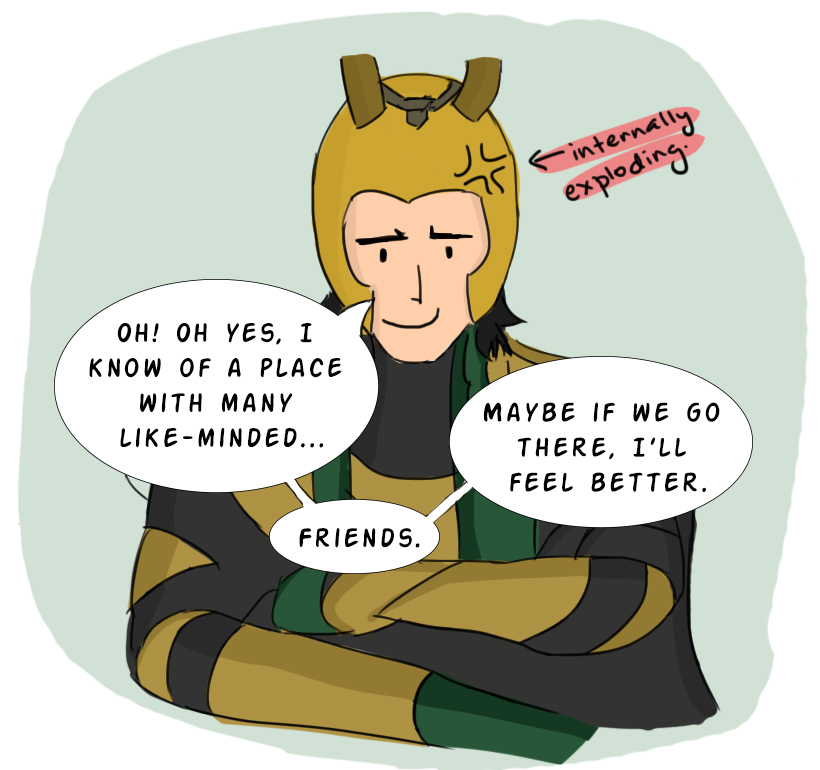 internally
exploding.
OH! OH YES, I
KNOW OF A PLACE
WITH MANY
LIKE-MINDED...
FRIENDS.
MAYBE IF WE GO
THERE, I'LL
FEEL BETTER.